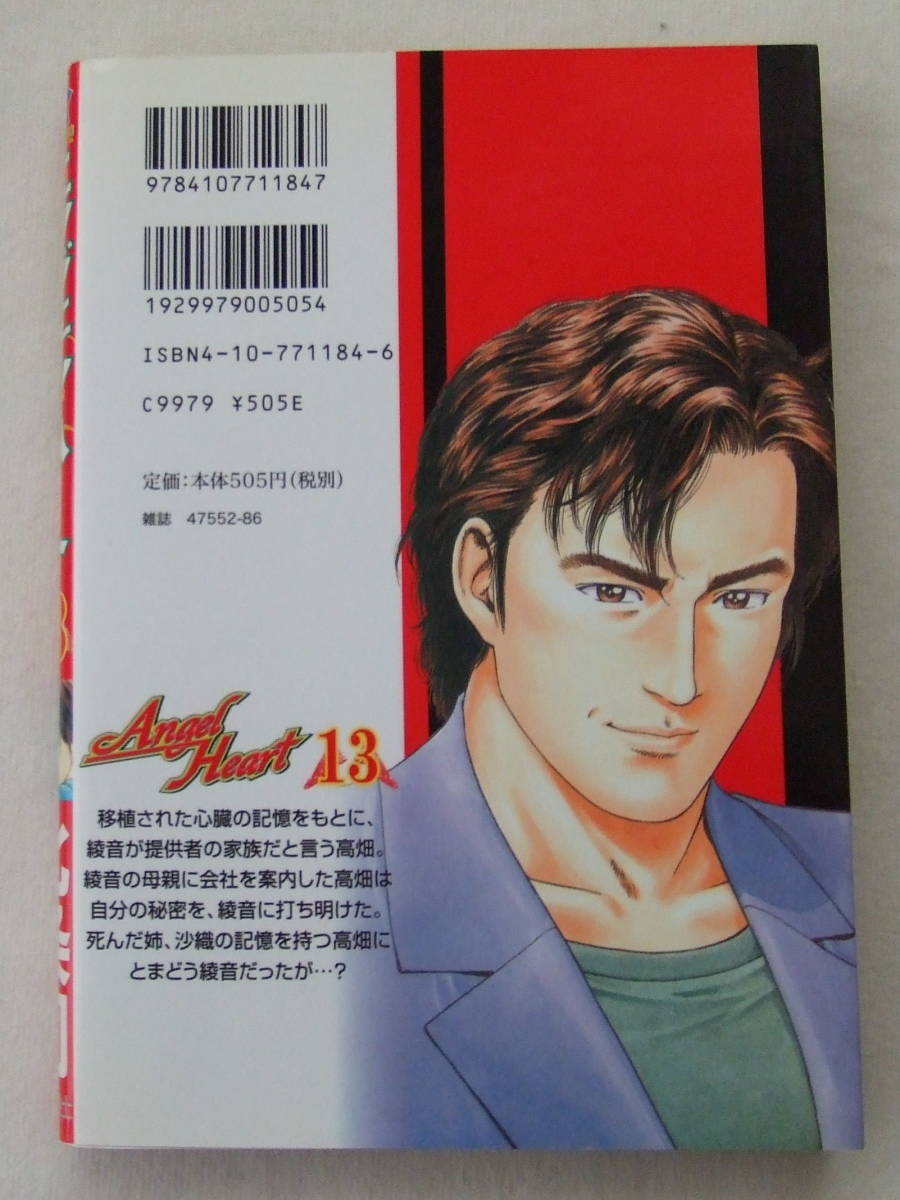 9784107711847
1929979005054
ISBN4-10-771184-6
C9979 ¥505E
定価:本体505円(税別)
雑誌 47552-86
Angel
Heart 13
移植された心臓の記憶をもとに、
綾音が提供者の家族だと言う高畑。
綾音の母親に会社を案内した高畑は
自分の秘密を、綾音に打ち明けた。
死んだ姉、沙織の記憶を持つ高畑に
とまどう綾音だったが…?